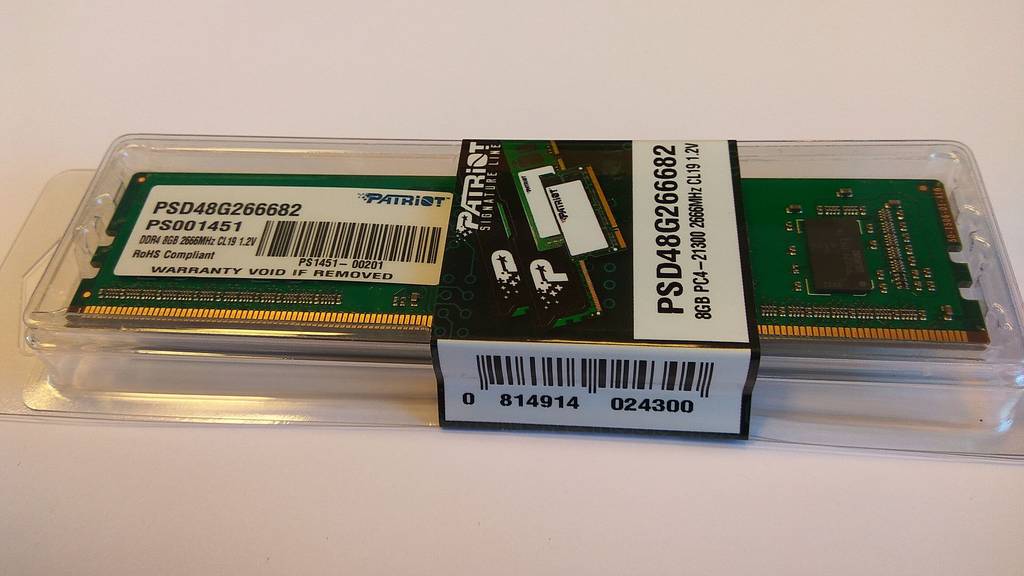 PATRIOT
PSD48G266682
PS001451
DDR4 8GB 2666MHz CL19 1.2V
RoHS Compliant
PS1451-00201
WARRANTY VOID IF REMOVED
PATRIOT
SIGNATURE LINE
PATRIOT
P
P
PSD48G266682
8GB PC4-21300 2666MHz CL19 1.2V
0 814914 024300